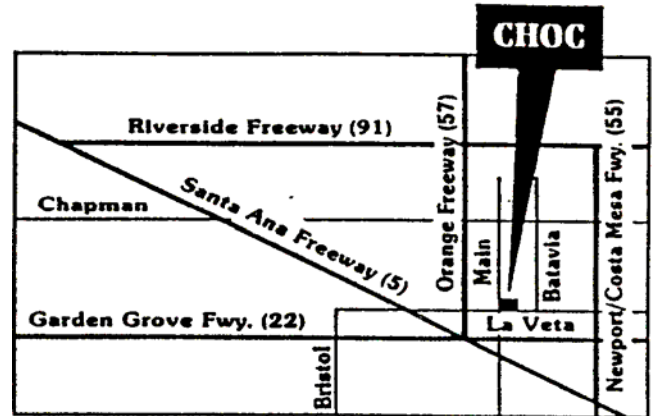 CHOC
Riverside Freeway (91)
Orange Freeway (57)
Newport/Costa Mesa Fwy. (55)
Chapman
Santa Ana Freeway (5)
Main
Batavia
Garden Grove Fwy. (22)
La Veta
Bristol